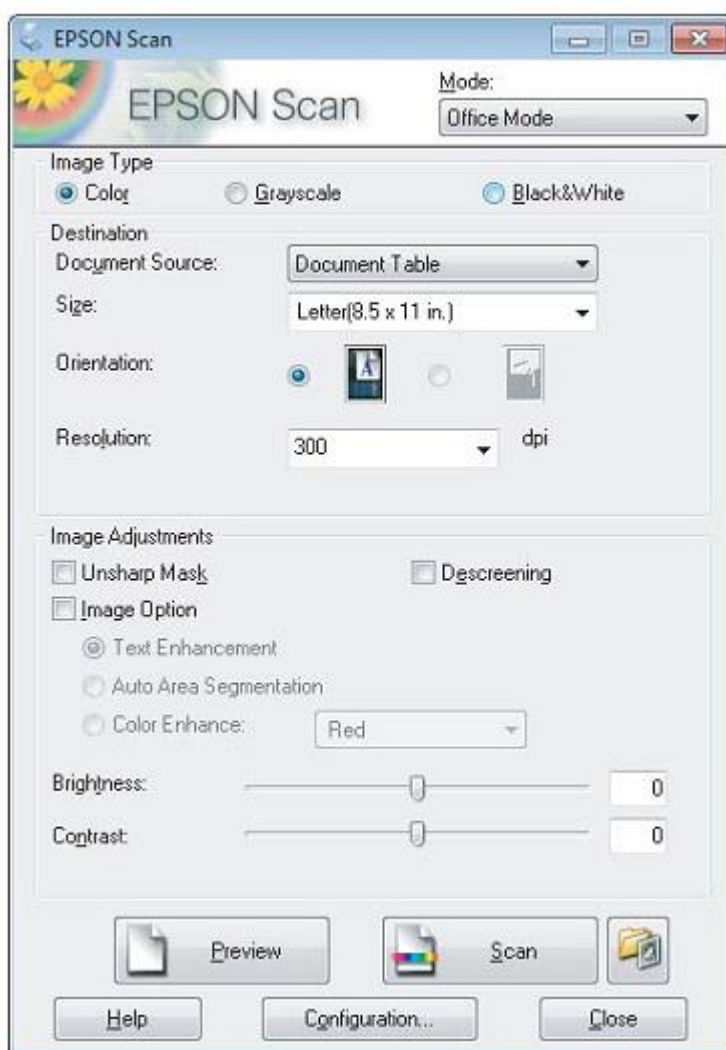 EPSON Scan
EPSON Scan
Mode:
Office Mode
Image Type
Color Grayscale Black&White
Destination
Document Source: Document Table
Size: Letter(8.5 x 11 in.)
Orientation: A
Resolution: 300 dpi
Image Adjustments
Unsharp Mask Descreening
Image Option
Text Enhancement
Auto Area Segmentation
Color Enhance: Red
Brightness: 0
Contrast: 0
Preview Scan
Help Configuration... Close